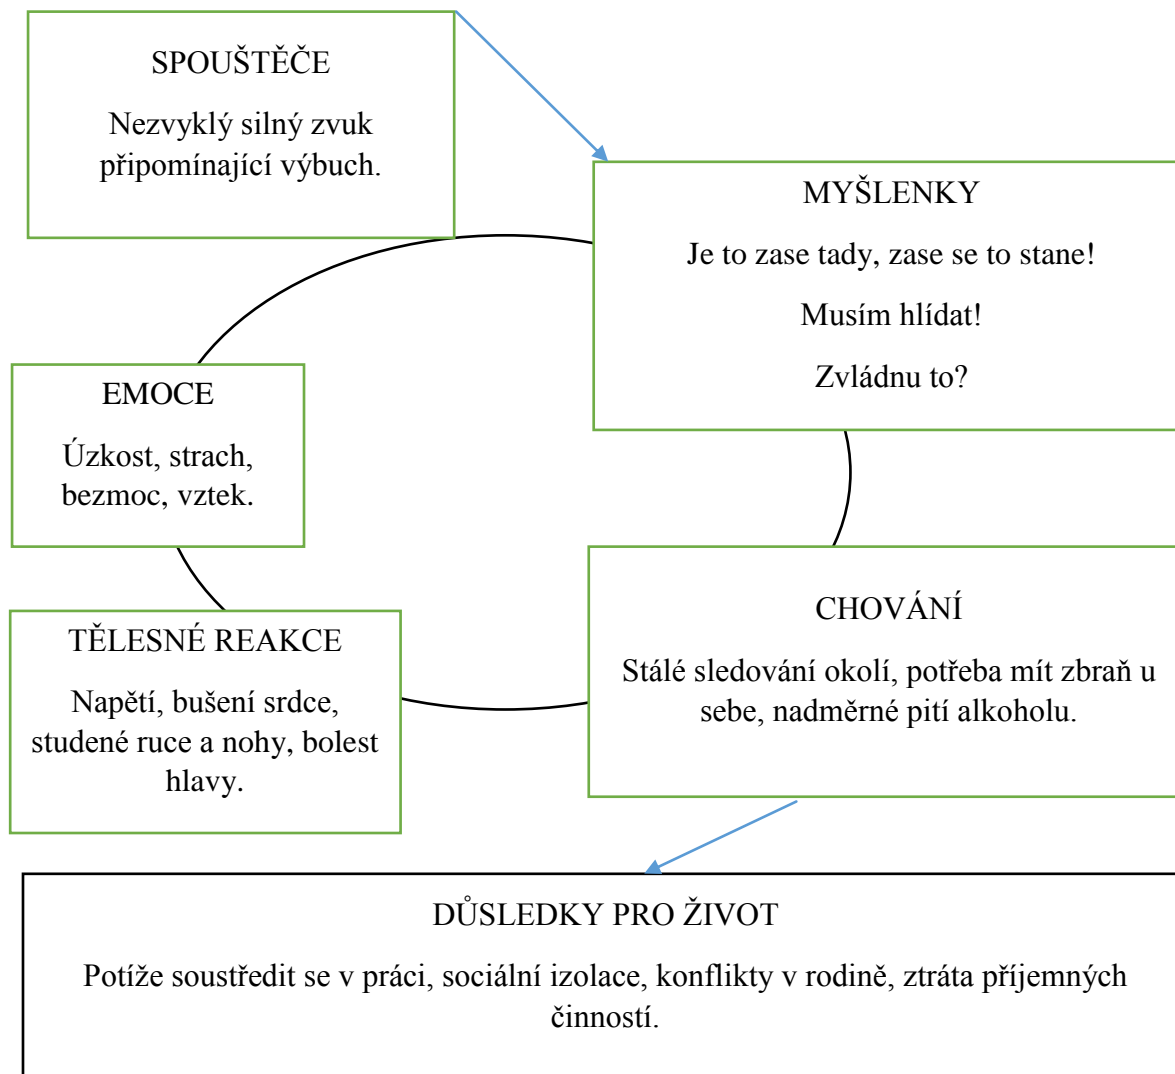 SPOUŠTĚČE
Nezvyklý silný zvuk
připomínající výbuch.
MYŠLENKY
Je to zase tady, zase se to stane!
Musím hlídat!
Zvládnu to?
EMOCE
Úzkost, strach,
bezmoc, vztek.
CHOVÁNÍ
Stálé sledování okolí, potřeba mít zbraň u
sebe, nadměrné pití alkoholu.
TĚLESNÉ REAKCE
Napětí, bušení srdce,
studené ruce a nohy, bolest
hlavy.
DŮSLEDKY PRO ŽIVOT
Potíže soustředit se v práci, sociální izolace, konflikty v rodině, ztráta příjemných
činností.